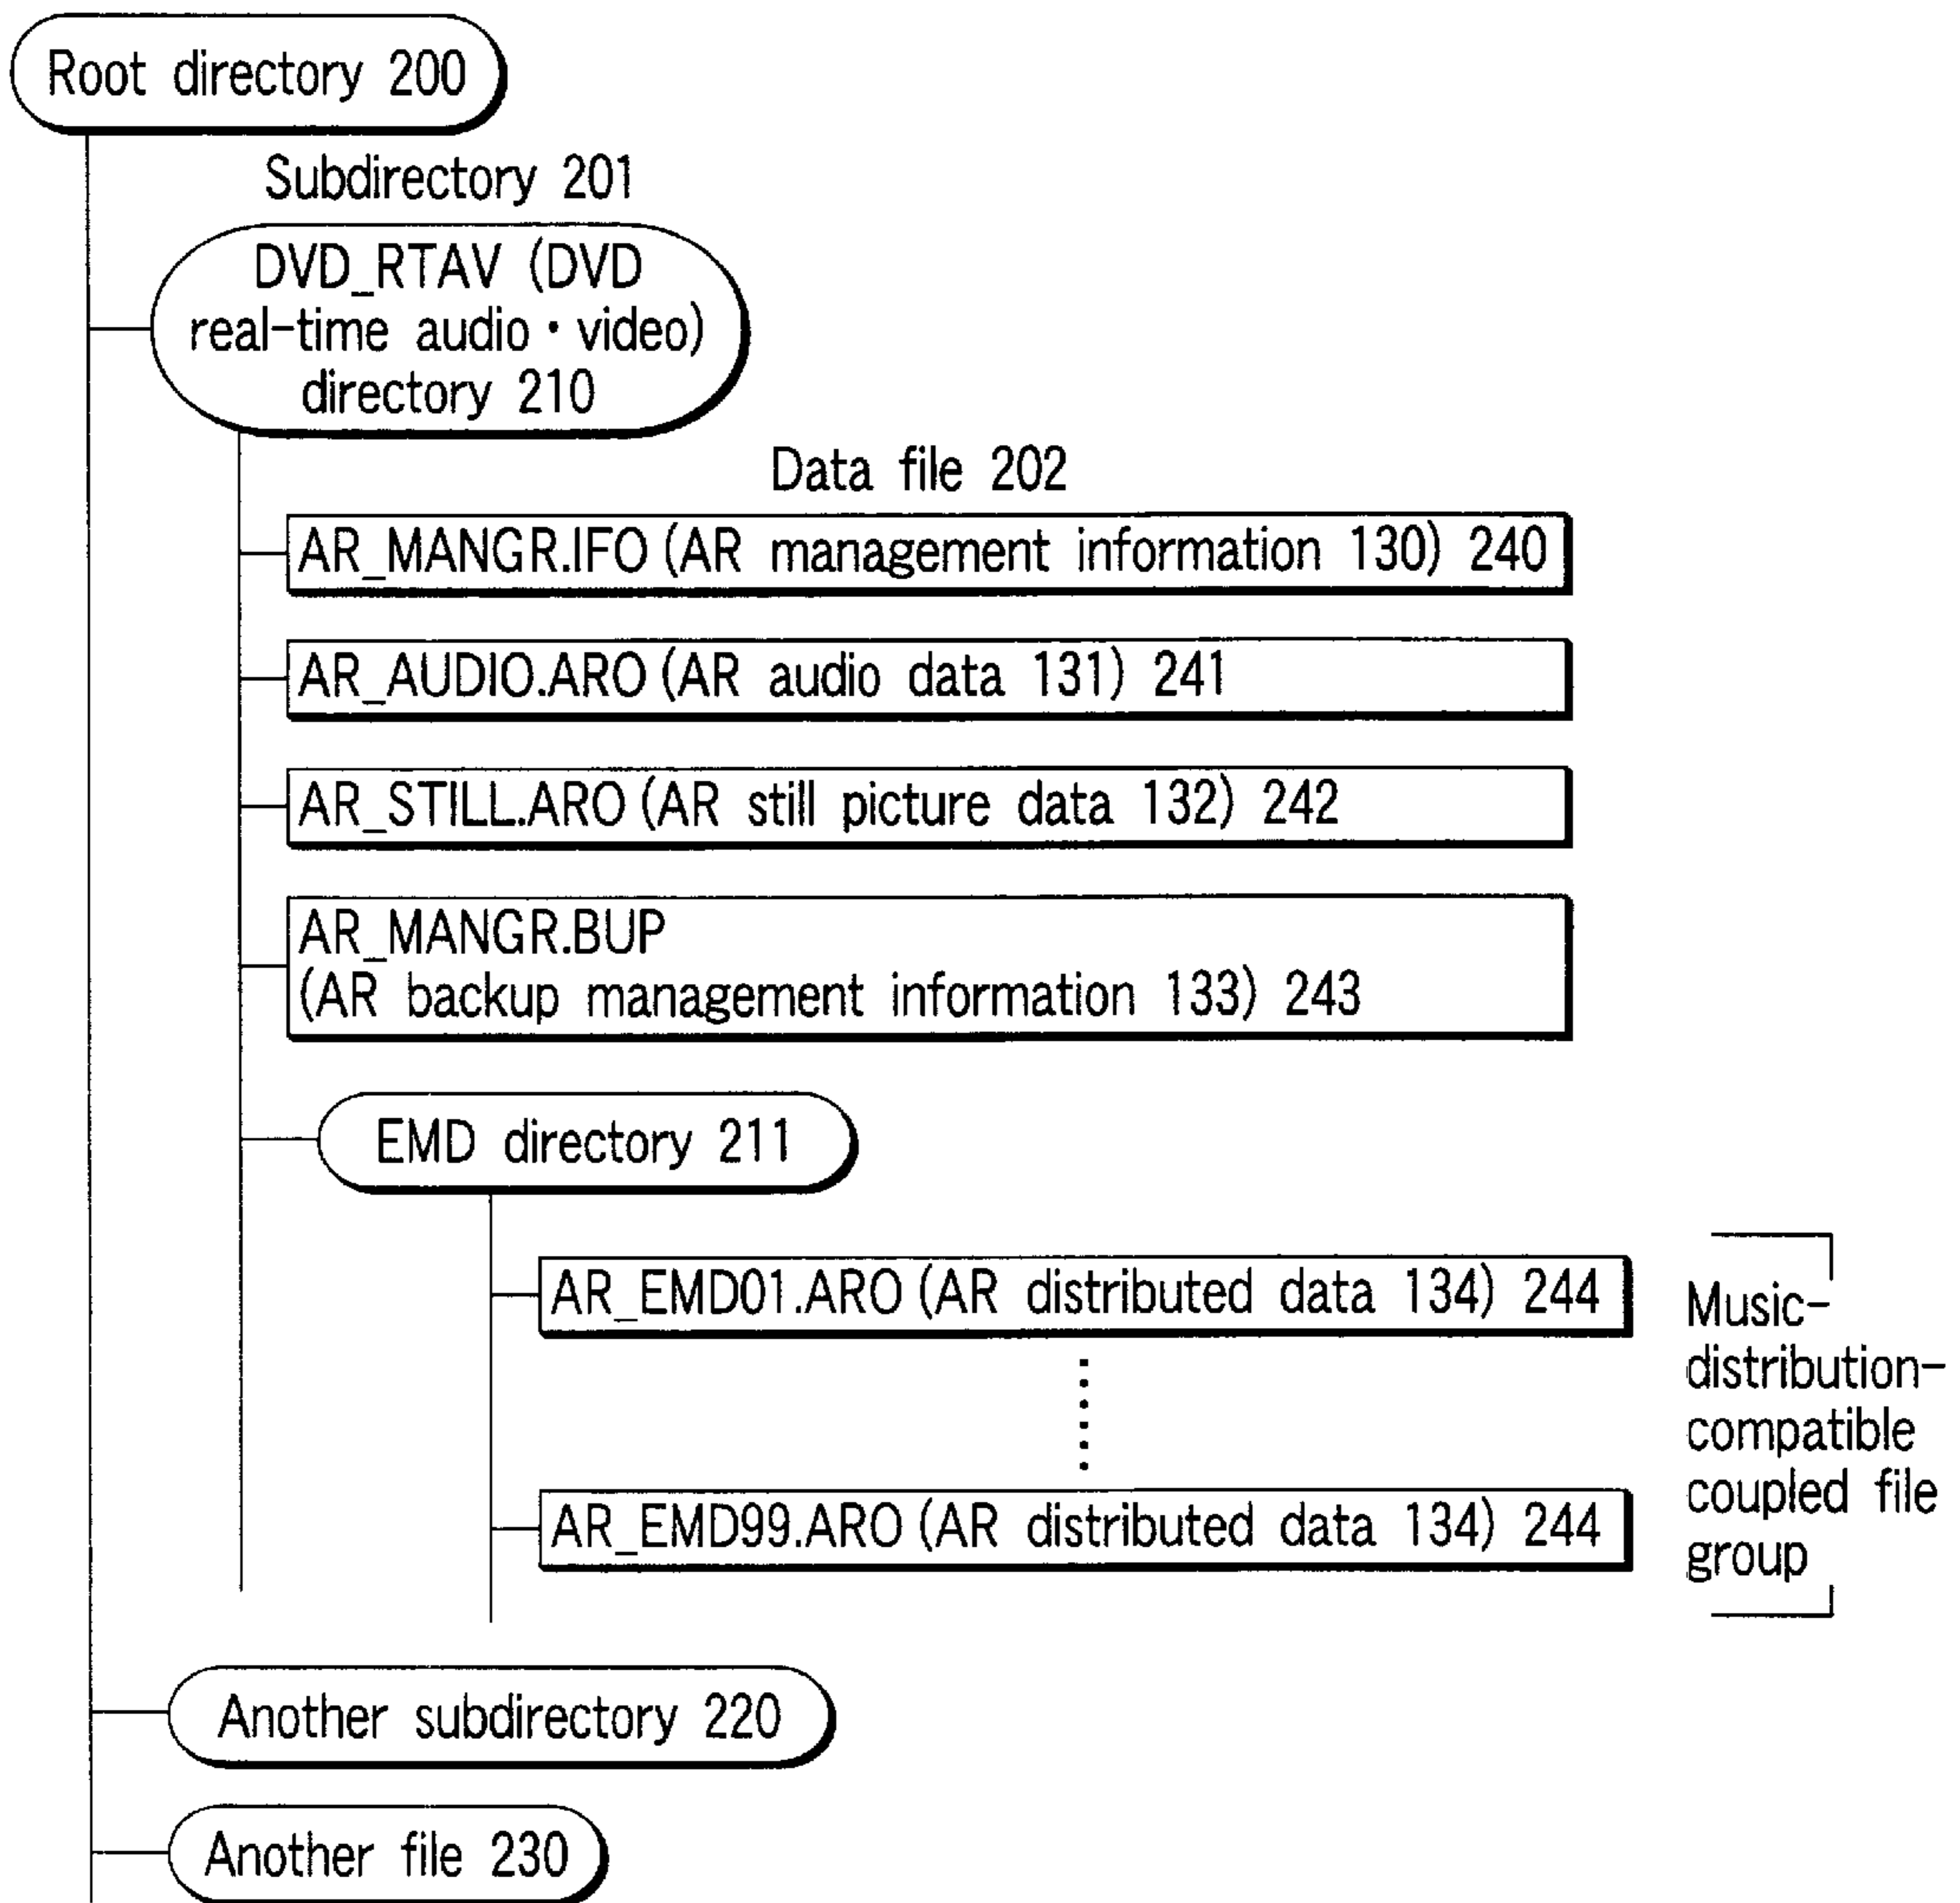 Root directory 200
Subdirectory 201
DVD_RTAV (DVD
real-time audio・video)
directory 210
Data file 202
AR_MANGR.IFO (AR management information 130) 240
AR_AUDIO.ARO (AR audio data 131) 241
AR_STILL.ARO (AR still picture data 132) 242
AR_MANGR.BUP
(AR backup management information 133) 243
EMD directory 211
AR_EMD01.ARO (AR distributed data 134) 244
AR_EMD99.ARO (AR distributed data 134) 244
Music-
distribution-
compatible
coupled file
group
Another subdirectory 220
Another file 230